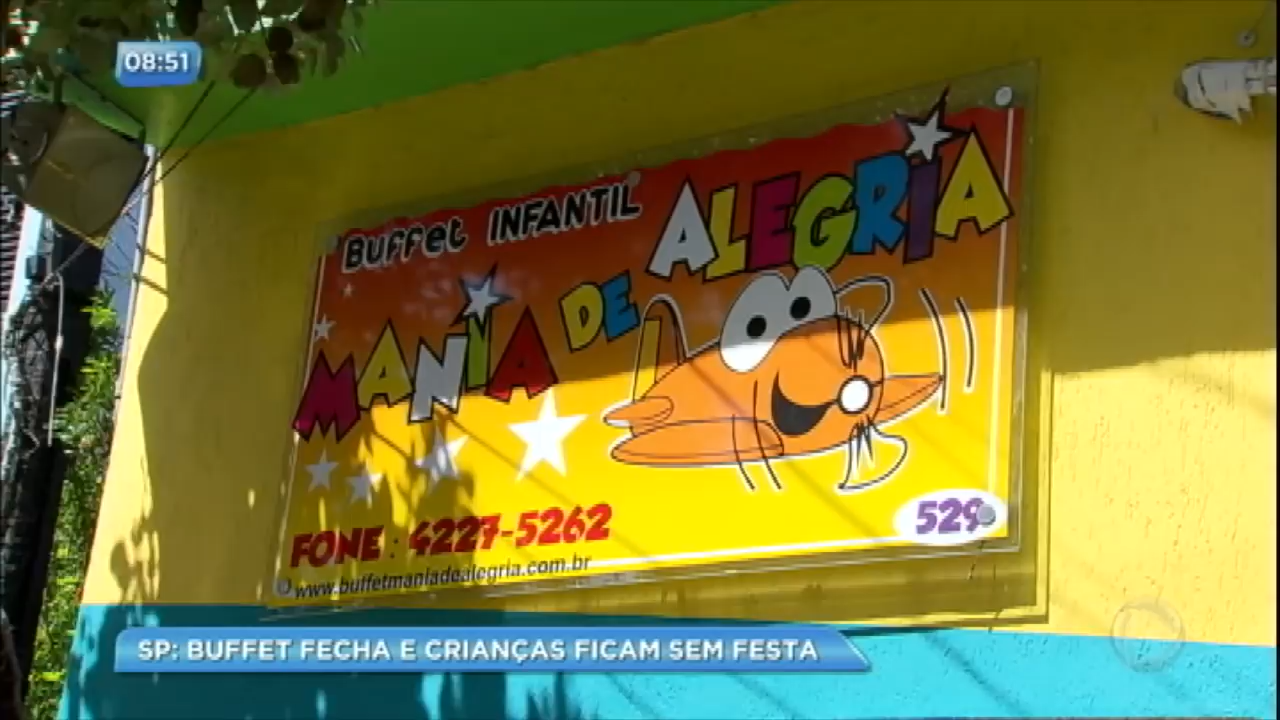 08:51
Buffet INFANTIL
MANIA DE ALEGRIA
FONE : 4227-5262
www.buffetmaniadealegria.com.br
529
SP: BUFFET FECHA E CRIANÇAS FICAM SEM FESTA